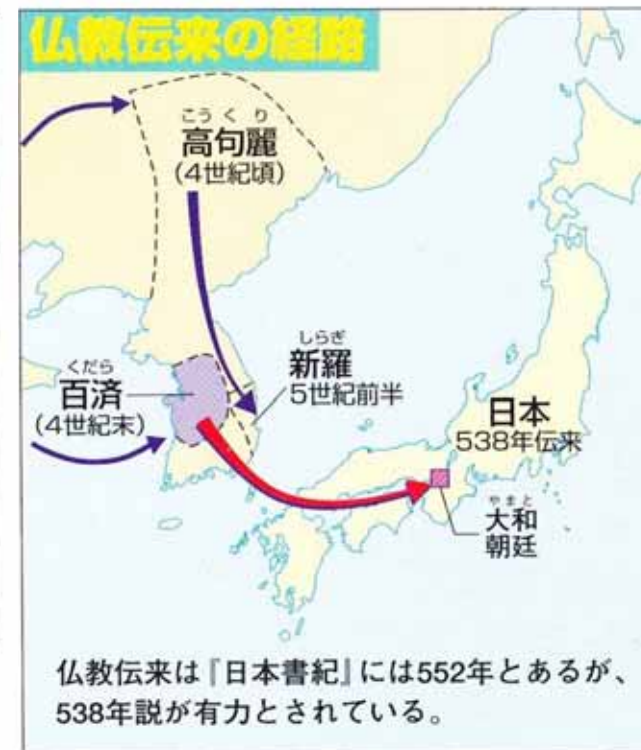 仏教伝来の経路
こうくり
高句麗
(4世紀頃)
くだら
百済
(4世紀末)
しらぎ
新羅
5世紀前半
日本
538年伝来
やまと
大和
朝廷
仏教伝来は『日本書紀』には552年とあるが、
538年説が有力とされている。